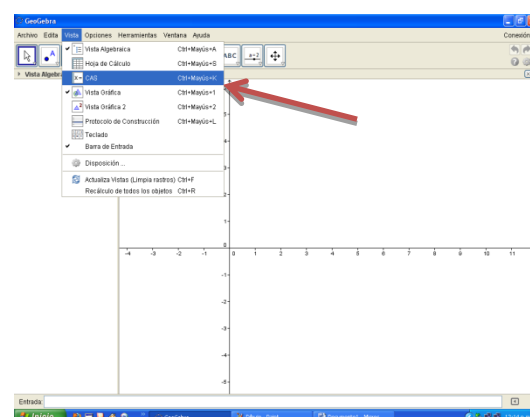 GeoGebra
Archivo Edita Vista Opciones Herramientas Ventana Ayuda
Conexión
ABC
a=2
Vista Algebraica Ctrl+Mayús+A
Hoja de Cálculo Ctrl+Mayús+S
X= CAS Ctrl+Mayús+K
Vista Gráfica Ctrl+Mayús+1
Vista Gráfica 2 Ctrl+Mayús+2
Protocolo de Construcción Ctrl+Mayús+L
Teclado
Barra de Entrada
Disposición ...
Actualiza Vistas (Limpia rastros) Ctrl+F
Recálculo de todos los objetos Ctrl+R
Vista Algebr
5
4
3
2
1
0
-4 -3 -2 -1 0 1 2 3 4 5 6 7 8 9 10 11
-1
-2
-3
-4
-5
Entrada:
Inicio
GeoGebra